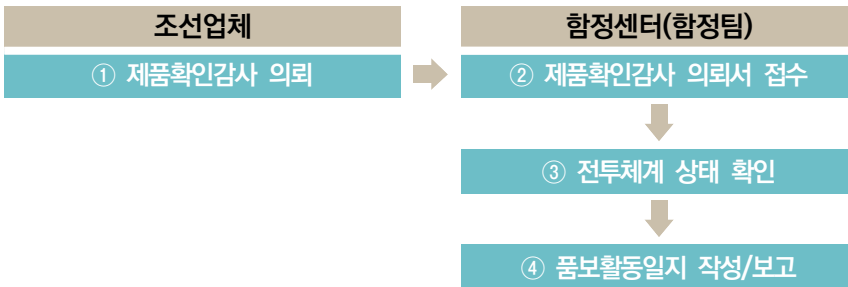 조선업체
함정센터(함정팀)
① 제품확인감사 의뢰
② 제품확인감사 의뢰서 접수
③ 전투체계 상태 확인
④ 품보활동일지 작성/보고